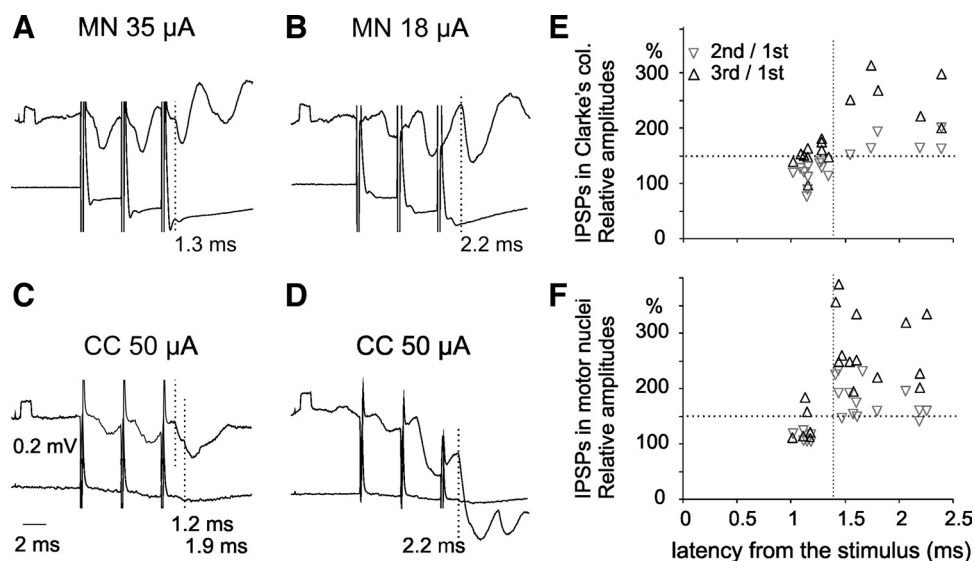 A
MN 35 µA
1.3 ms
B
MN 18 µA
2.2 ms
C
CC 50 µA
0.2 mV
2 ms
1.2 ms
1.9 ms
D
CC 50 µA
2.2 ms
E
IPSPs in Clarke's col.
Relative amplitudes
%
300
200
100
0
2nd / 1st
3rd / 1st
F
IPSPs in motor nuclei
Relative amplitudes
%
300
200
100
0
0 0.5 1 1.5 2 2.5
latency from the stimulus (ms)